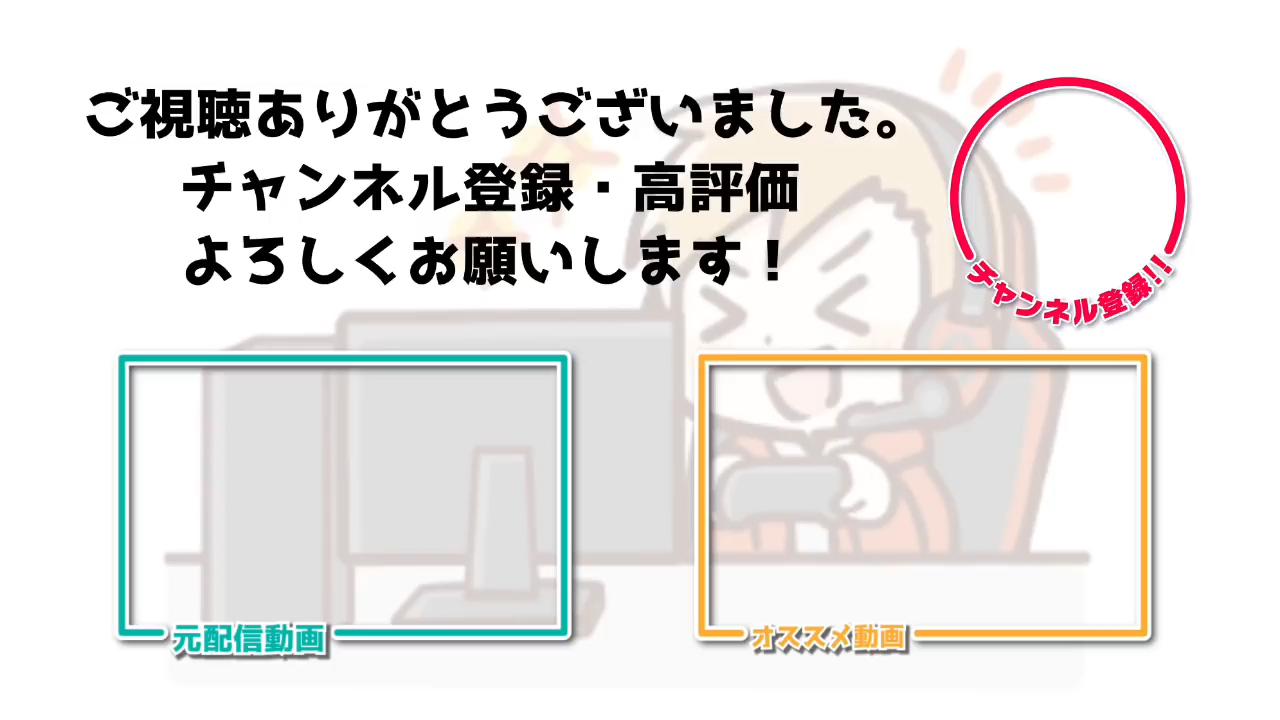 ご視聴ありがとうございました。
チャンネル登録・高評価
よろしくお願いします！
チャンネル登録!!
元配信動画
オススメ動画